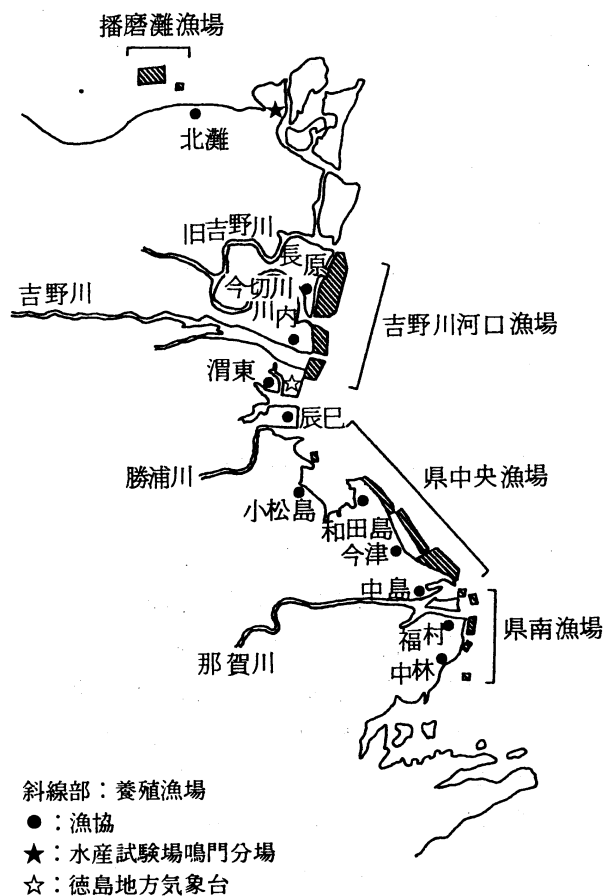 播磨灘漁場
北灘
旧吉野川
長原
今切川
吉野川
川内
吉野川河口漁場
渭東
辰巳
勝浦川
県中央漁場
小松島
和田島
今津
中島
県南漁場
福村
那賀川
中林
斜線部：養殖漁場
●：漁協
★：水産試験場鳴門分場
☆：徳島地方気象台